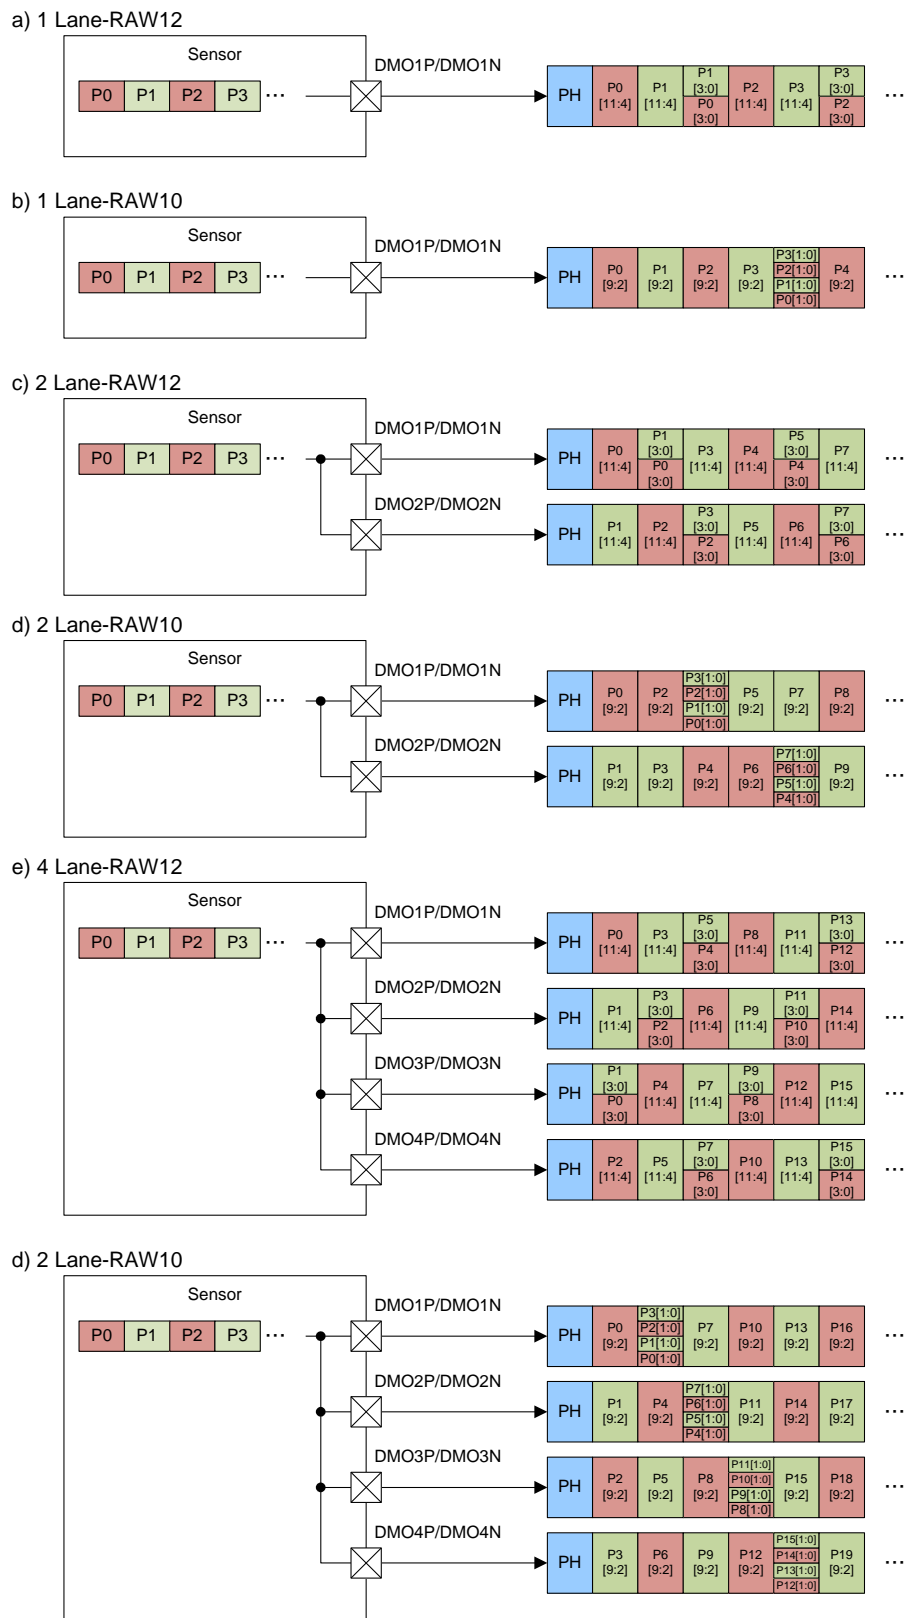 a) 1 Lane-RAW12
Sensor
P0 P1 P2 P3 ...
DMO1P/DMO1N
PH P0 [11:4] P1 [11:4] P1 [3:0] P0 [3:0] P2 [11:4] P3 [11:4] P3 [3:0] P2 [3:0] ...
b) 1 Lane-RAW10
Sensor
P0 P1 P2 P3 ...
DMO1P/DMO1N
PH P0 [9:2] P1 [9:2] P2 [9:2] P3 [9:2] P3[1:0] P2[1:0] P1[1:0] P0[1:0] P4 [9:2] ...
c) 2 Lane-RAW12
Sensor
P0 P1 P2 P3 ...
DMO1P/DMO1N
PH P0 [11:4] P1 [3:0] P0 [3:0] P3 [11:4] P4 [11:4] P5 [3:0] P4 [3:0] P7 [11:4] ...
DMO2P/DMO2N
PH P1 [11:4] P2 [11:4] P3 [3:0] P2 [3:0] P5 [11:4] P6 [11:4] P7 [3:0] P6 [3:0] ...
d) 2 Lane-RAW10
Sensor
P0 P1 P2 P3 ...
DMO1P/DMO1N
PH P0 [9:2] P2 [9:2] P3[1:0] P2[1:0] P1[1:0] P0[1:0] P5 [9:2] P7 [9:2] P8 [9:2] ...
DMO2P/DMO2N
PH P1 [9:2] P3 [9:2] P4 [9:2] P6 [9:2] P7[1:0] P6[1:0] P5[1:0] P4[1:0] P9 [9:2] ...
e) 4 Lane-RAW12
Sensor
P0 P1 P2 P3 ...
DMO1P/DMO1N
PH P0 [11:4] P3 [11:4] P5 [3:0] P4 [3:0] P8 [11:4] P11 [11:4] P13 [3:0] P12 [3:0] ...
DMO2P/DMO2N
PH P1 [11:4] P3 [3:0] P2 [3:0] P6 [11:4] P9 [11:4] P11 [3:0] P10 [3:0] P14 [11:4] ...
DMO3P/DMO3N
PH P1 [3:0] P0 [3:0] P4 [11:4] P7 [11:4] P9 [3:0] P8 [3:0] P12 [11:4] P15 [11:4] ...
DMO4P/DMO4N
PH P2 [11:4] P5 [11:4] P7 [3:0] P6 [3:0] P10 [11:4] P13 [11:4] P15 [3:0] P14 [3:0] ...
d) 2 Lane-RAW10
Sensor
P0 P1 P2 P3 ...
DMO1P/DMO1N
PH P0 [9:2] P3[1:0] P2[1:0] P1[1:0] P0[1:0] P7 [9:2] P10 [9:2] P13 [9:2] P16 [9:2] ...
DMO2P/DMO2N
PH P1 [9:2] P4 [9:2] P7[1:0] P6[1:0] P5[1:0] P4[1:0] P11 [9:2] P14 [9:2] P17 [9:2] ...
DMO3P/DMO3N
PH P2 [9:2] P5 [9:2] P8 [9:2] P11[1:0] P10[1:0] P9[1:0] P8[1:0] P15 [9:2] P18 [9:2] ...
DMO4P/DMO4N
PH P3 [9:2] P6 [9:2] P9 [9:2] P12 [9:2] P15[1:0] P14[1:0] P13[1:0] P12[1:0] P19 [9:2] ...